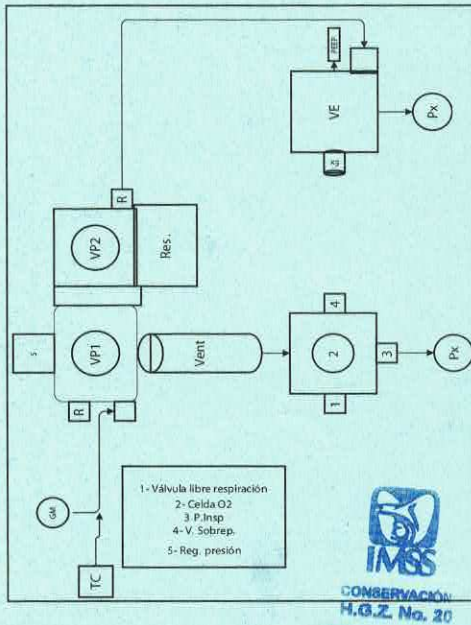 PEEP
VE
Px
R
VP2
Res.
S
VP1
R
Vent
4
2
1
3
Px
GM
TC
1- Válvula libre respiración
2- Celda O2
3 P.Insp
4- V. Sobrep.
5- Reg. presión
IMSS
CONSERVACIÓN
H.G.Z. No. 20